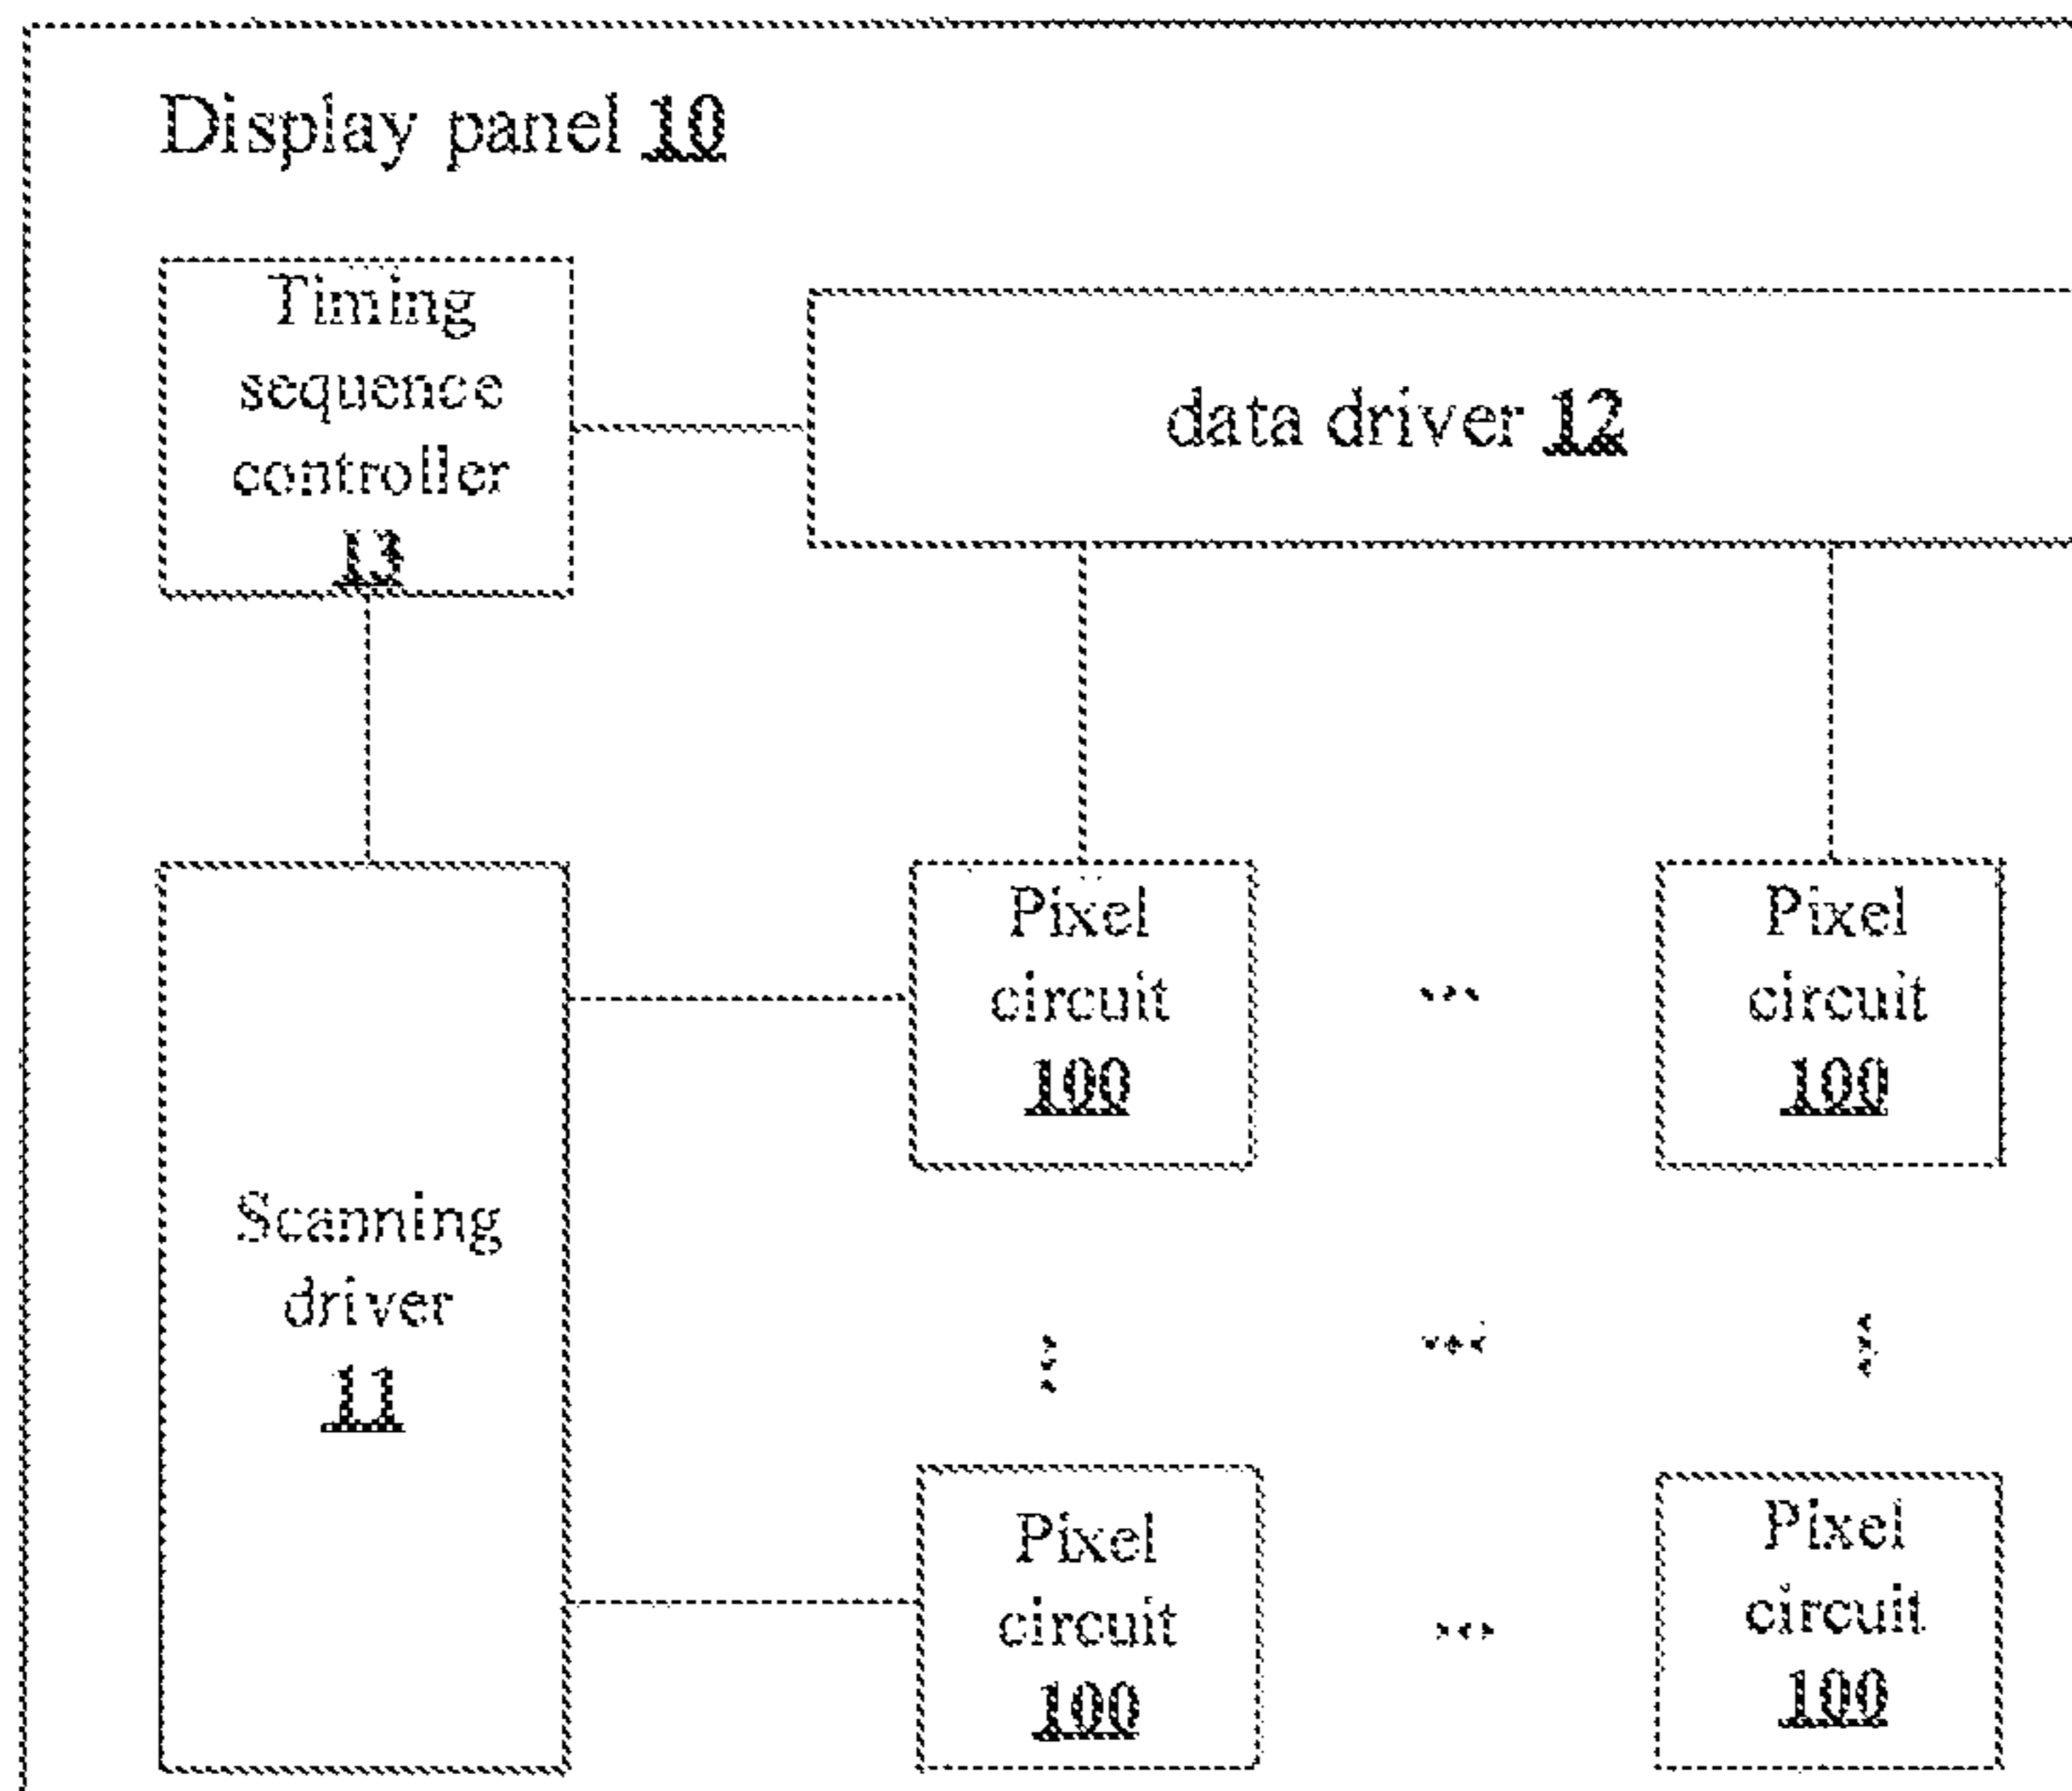 Display panel 10
Timing
sequence
controller
13
data driver 12
Pixel
circuit
100
...
Pixel
circuit
100
Scanning
driver
11
...
...
...
Pixel
circuit
100
...
Pixel
circuit
100